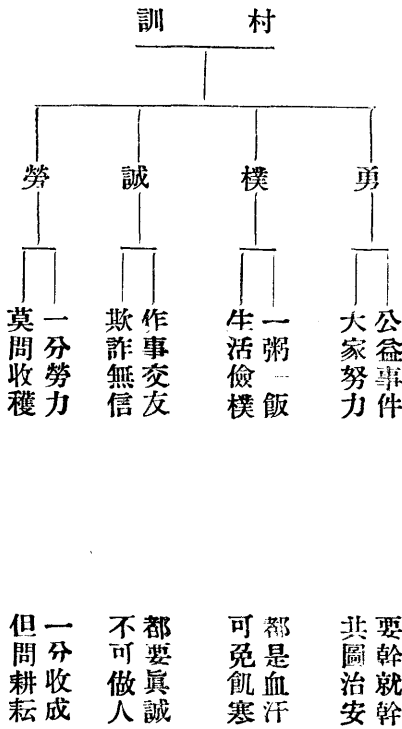 村訓
勇
公益事件　要幹就幹
大家努力　共圖治安
樸
一粥一飯　都是血汗
生活儉樸　可免飢寒
誠
作事交友　都要眞誠
欺詐無信　不可做人
勞
一分勞力　一分收成
莫問收穫　但問耕耘